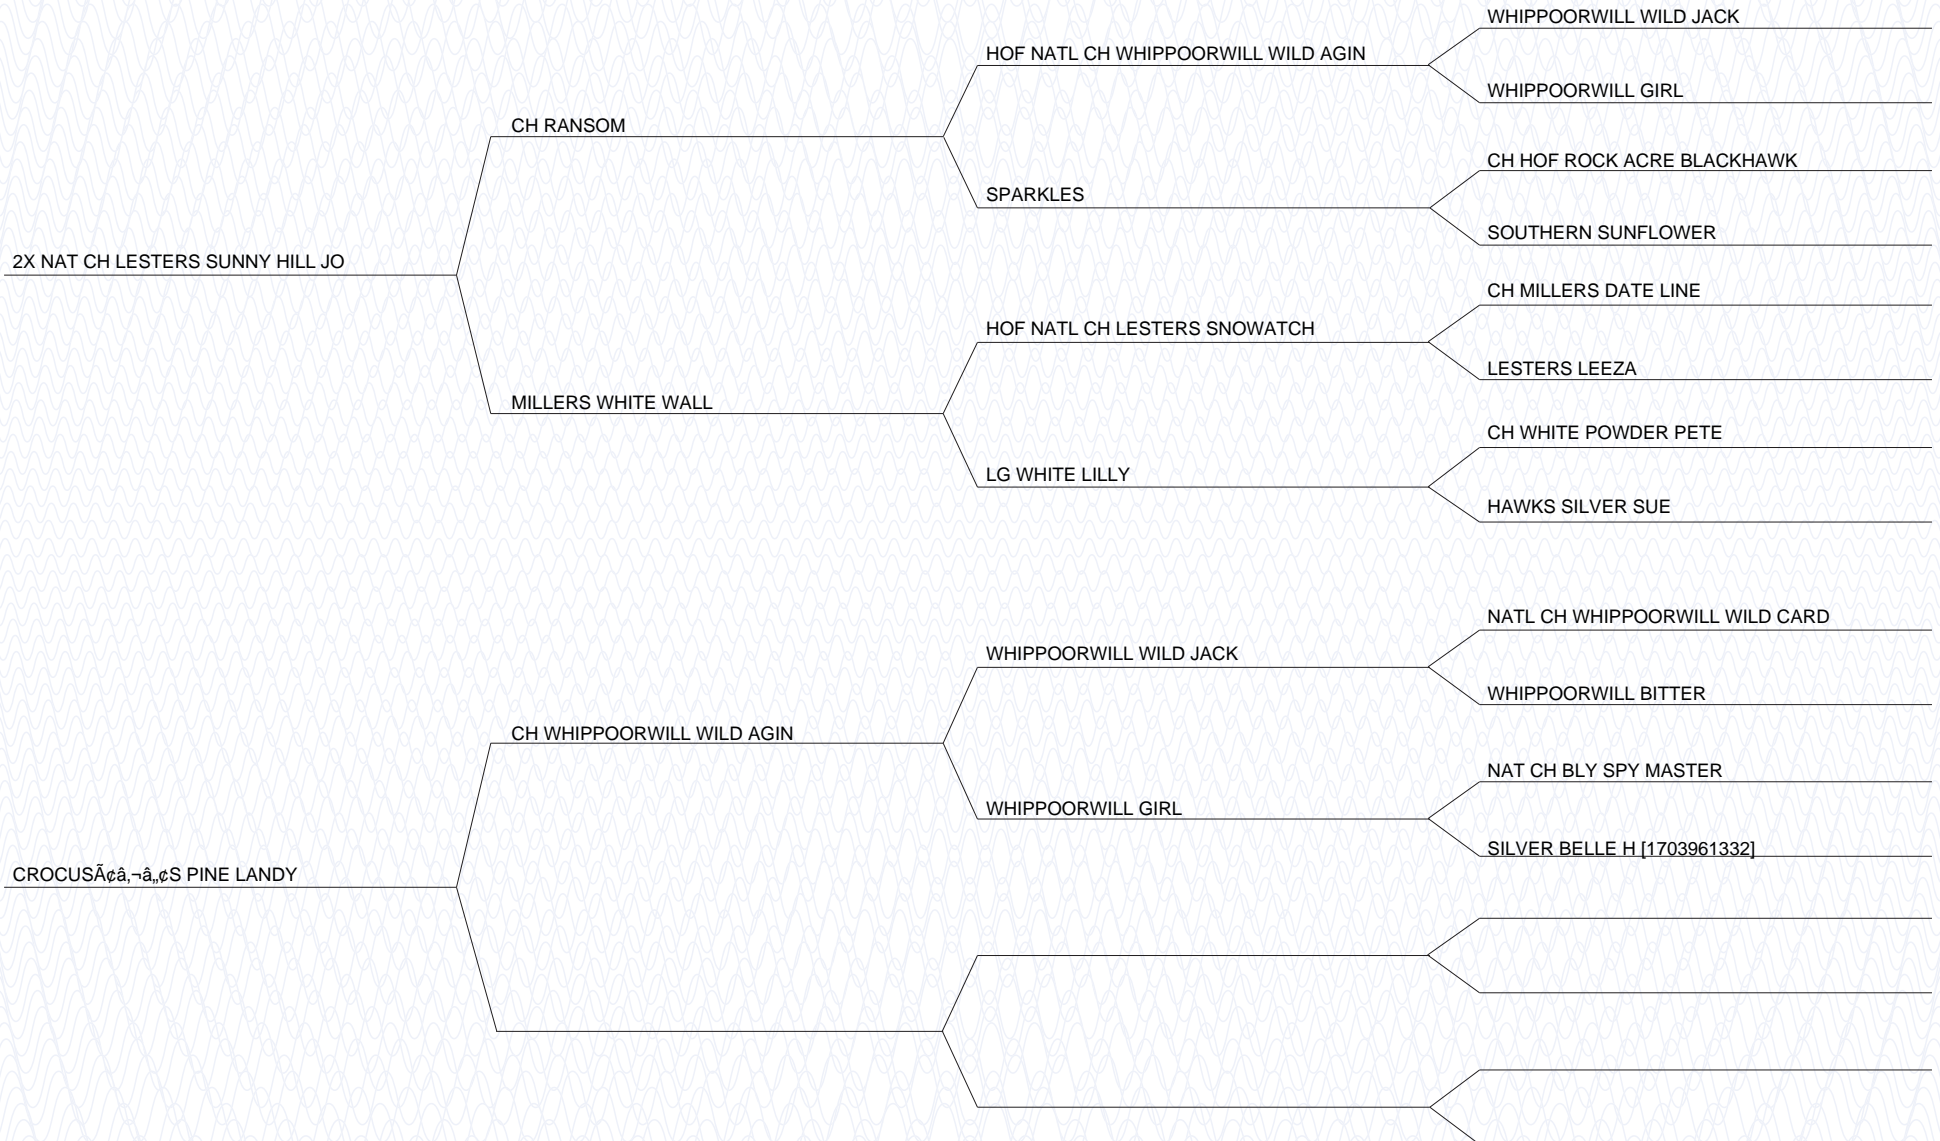 WHIPPOORWILL WILD JACK
HOF NATL CH WHIPPOORWILL WILD AGIN
WHIPPOORWILL GIRL
CH RANSOM
CH HOF ROCK ACRE BLACKHAWK
SPARKLES
SOUTHERN SUNFLOWER
2X NAT CH LESTERS SUNNY HILL JO
CH MILLERS DATE LINE
HOF NATL CH LESTERS SNOWATCH
LESTERS LEEZA
MILLERS WHITE WALL
CH WHITE POWDER PETE
LG WHITE LILLY
HAWKS SILVER SUE
NATL CH WHIPPOORWILL WILD CARD
WHIPPOORWILL WILD JACK
WHIPPOORWILL BITTER
CH WHIPPOORWILL WILD AGIN
NAT CH BLY SPY MASTER
WHIPPOORWILL GIRL
SILVER BELLE H [1703961332]
CROCUSÃ¢â‚¬â„¢S PINE LANDY